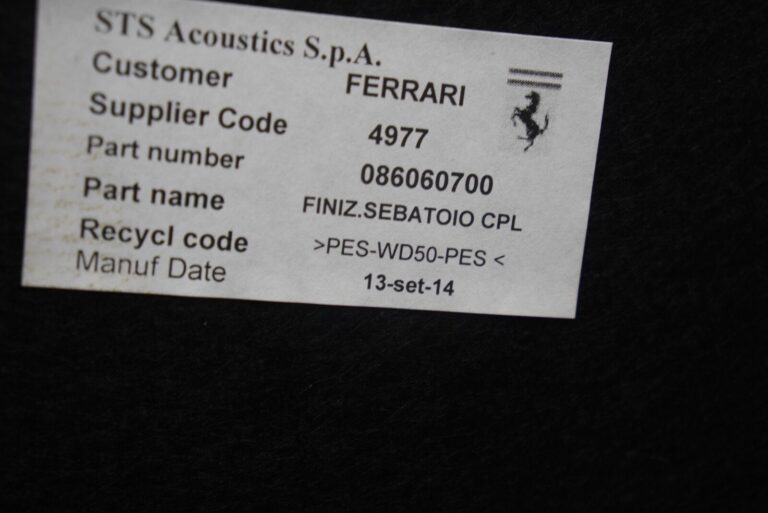 STS Acoustics S.p.A.
Customer FERRARI
Supplier Code 4977
Part number 086060700
Part name FINIZ.SEBATOIO CPL
Recycl code >PES-WD50-PES <
Manuf Date 13-set-14